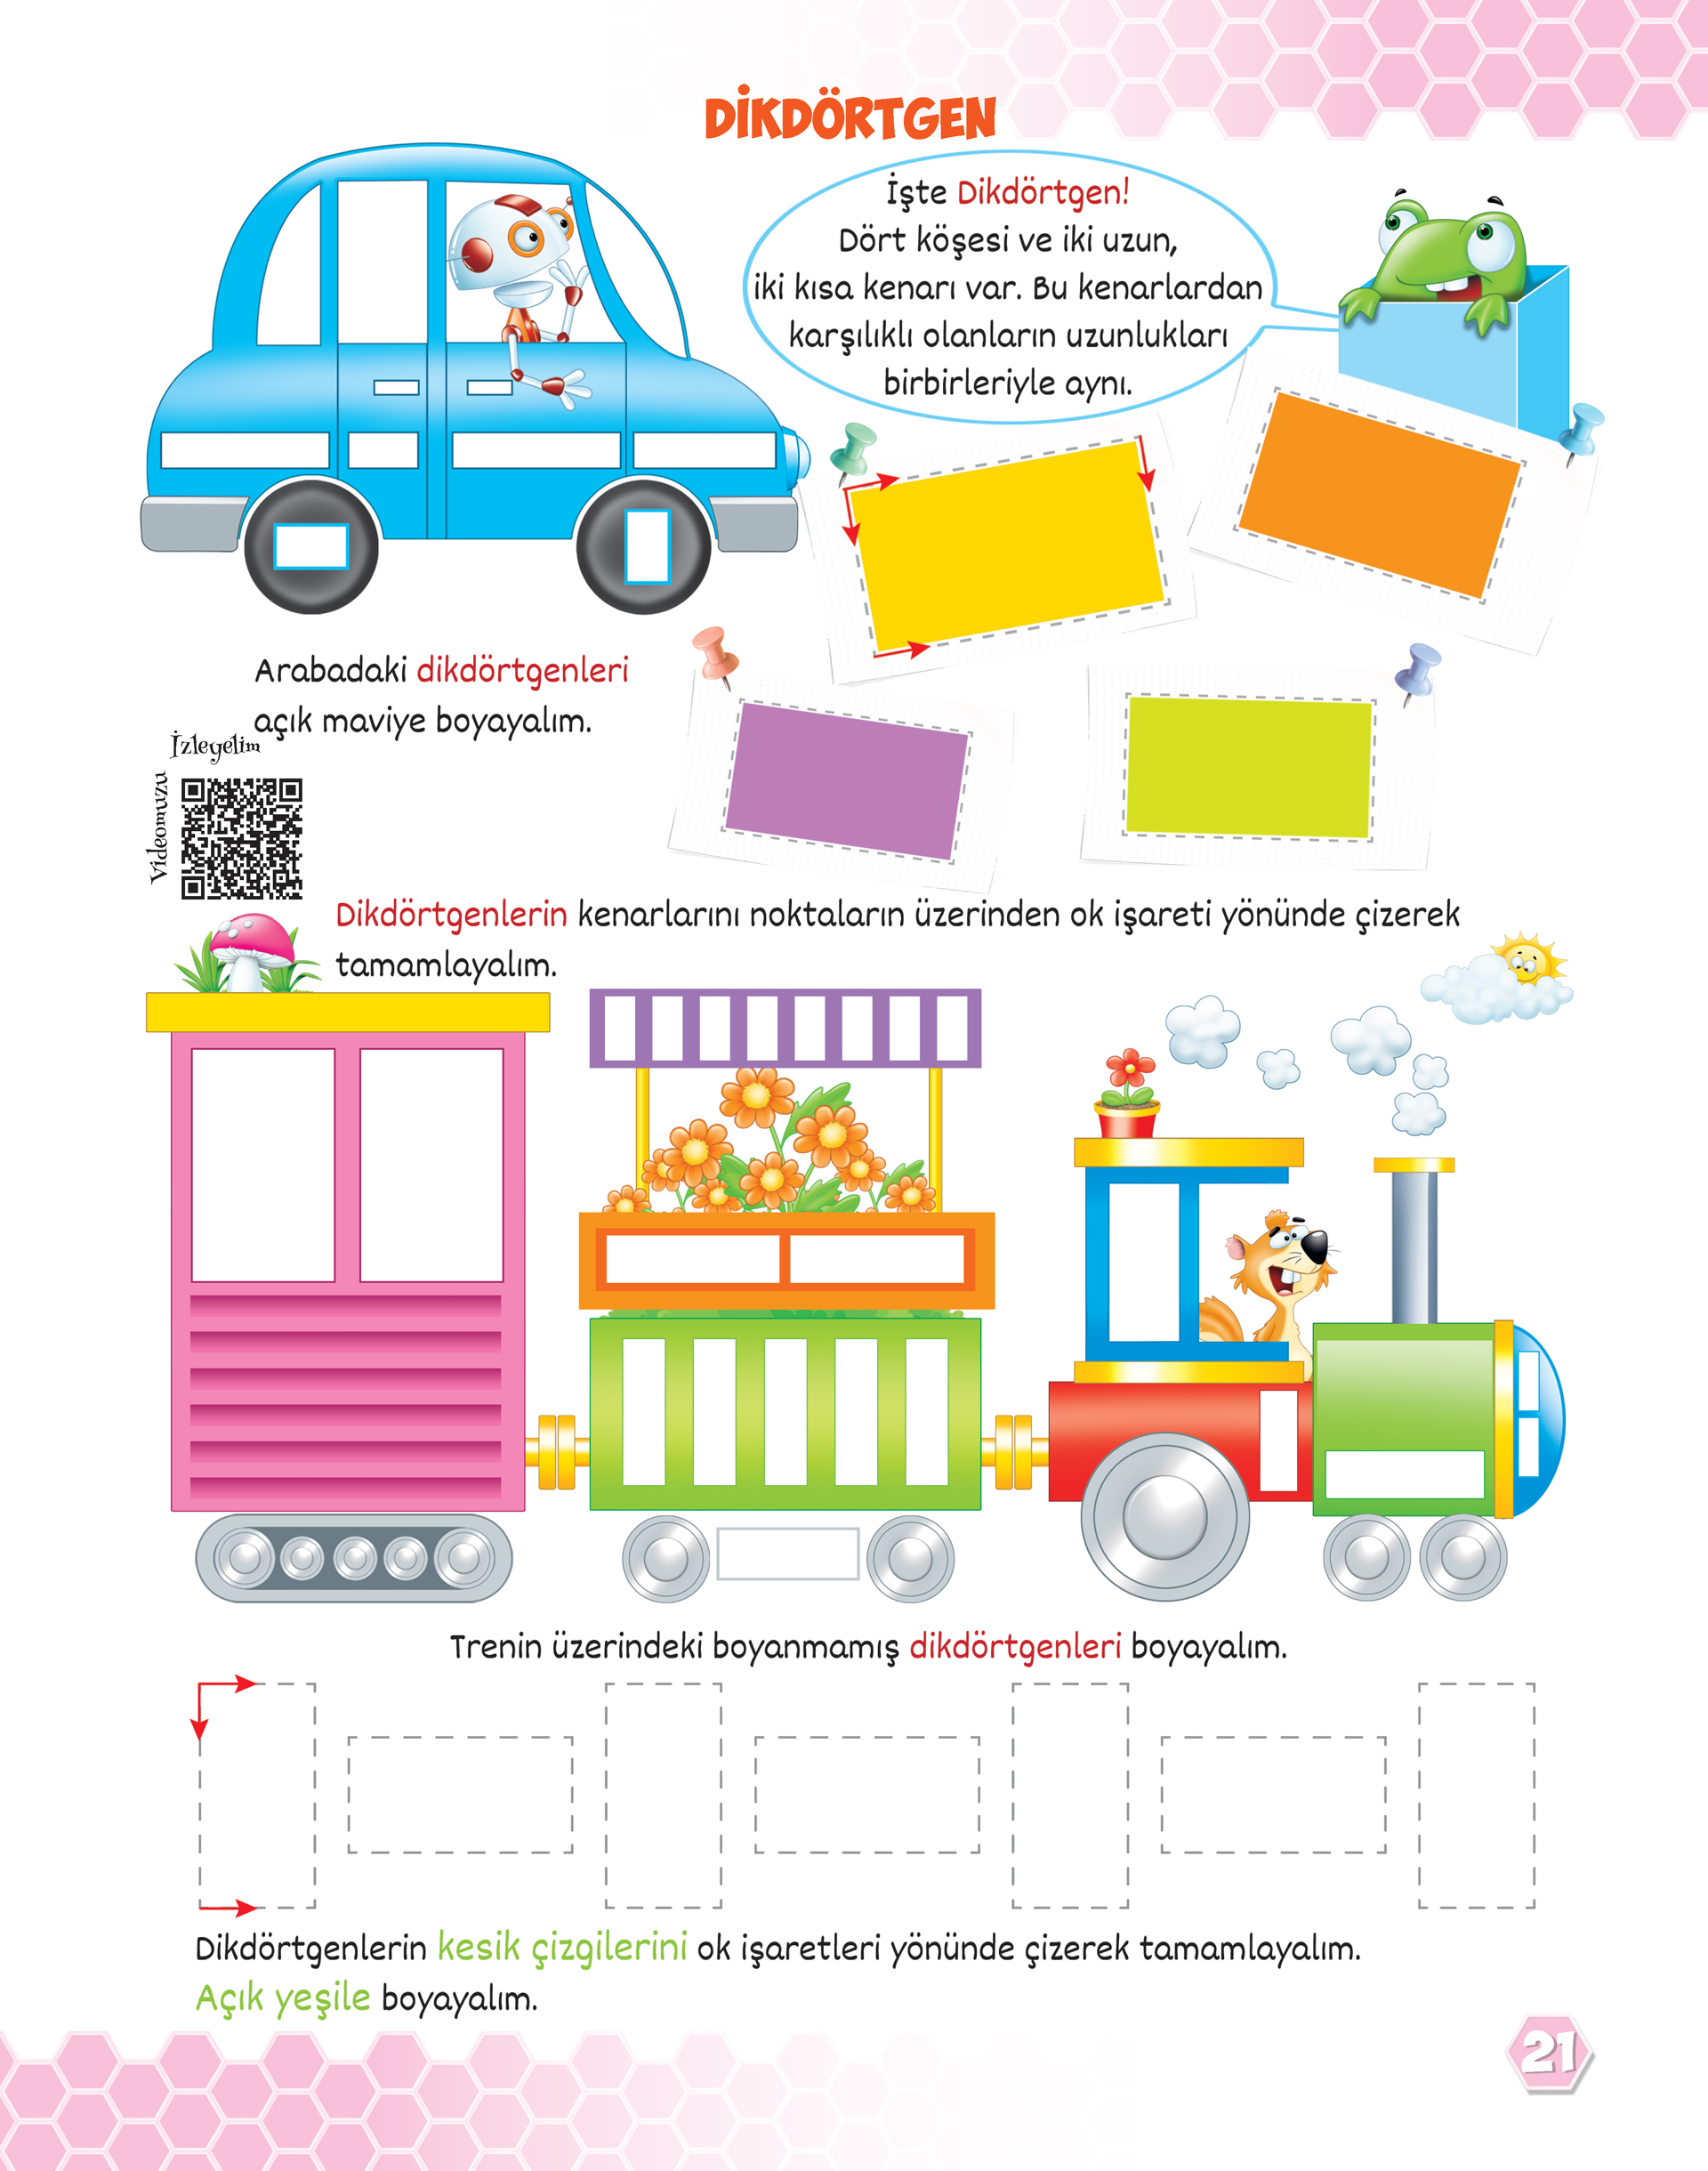 DİKDÖRTGEN
İşte Dikdörtgen!
Dört köşesi ve iki uzun,
iki kısa kenarı var. Bu kenarlardan
karşılıklı olanların uzunlukları
birbirleriyle aynı.
Arabadaki dikdörtgenleri
açık maviye boyayalım.
Videomuzu
İzleyelim
Dikdörtgenlerin kenarlarını noktaların üzerinden ok işareti yönünde çizerek
tamamlayalım.
Trenin üzerindeki boyanmamış dikdörtgenleri boyayalım.
Dikdörtgenlerin kesik çizgilerini ok işaretleri yönünde çizerek tamamlayalım.
Açık yeşile boyayalım.
21